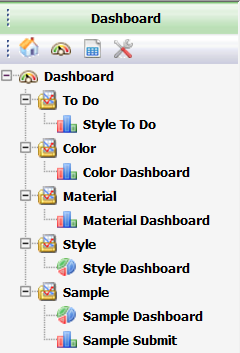 Dashboard
Dashboard
To Do
Style To Do
Color
Color Dashboard
Material
Material Dashboard
Style
Style Dashboard
Sample
Sample Dashboard
Sample Submit